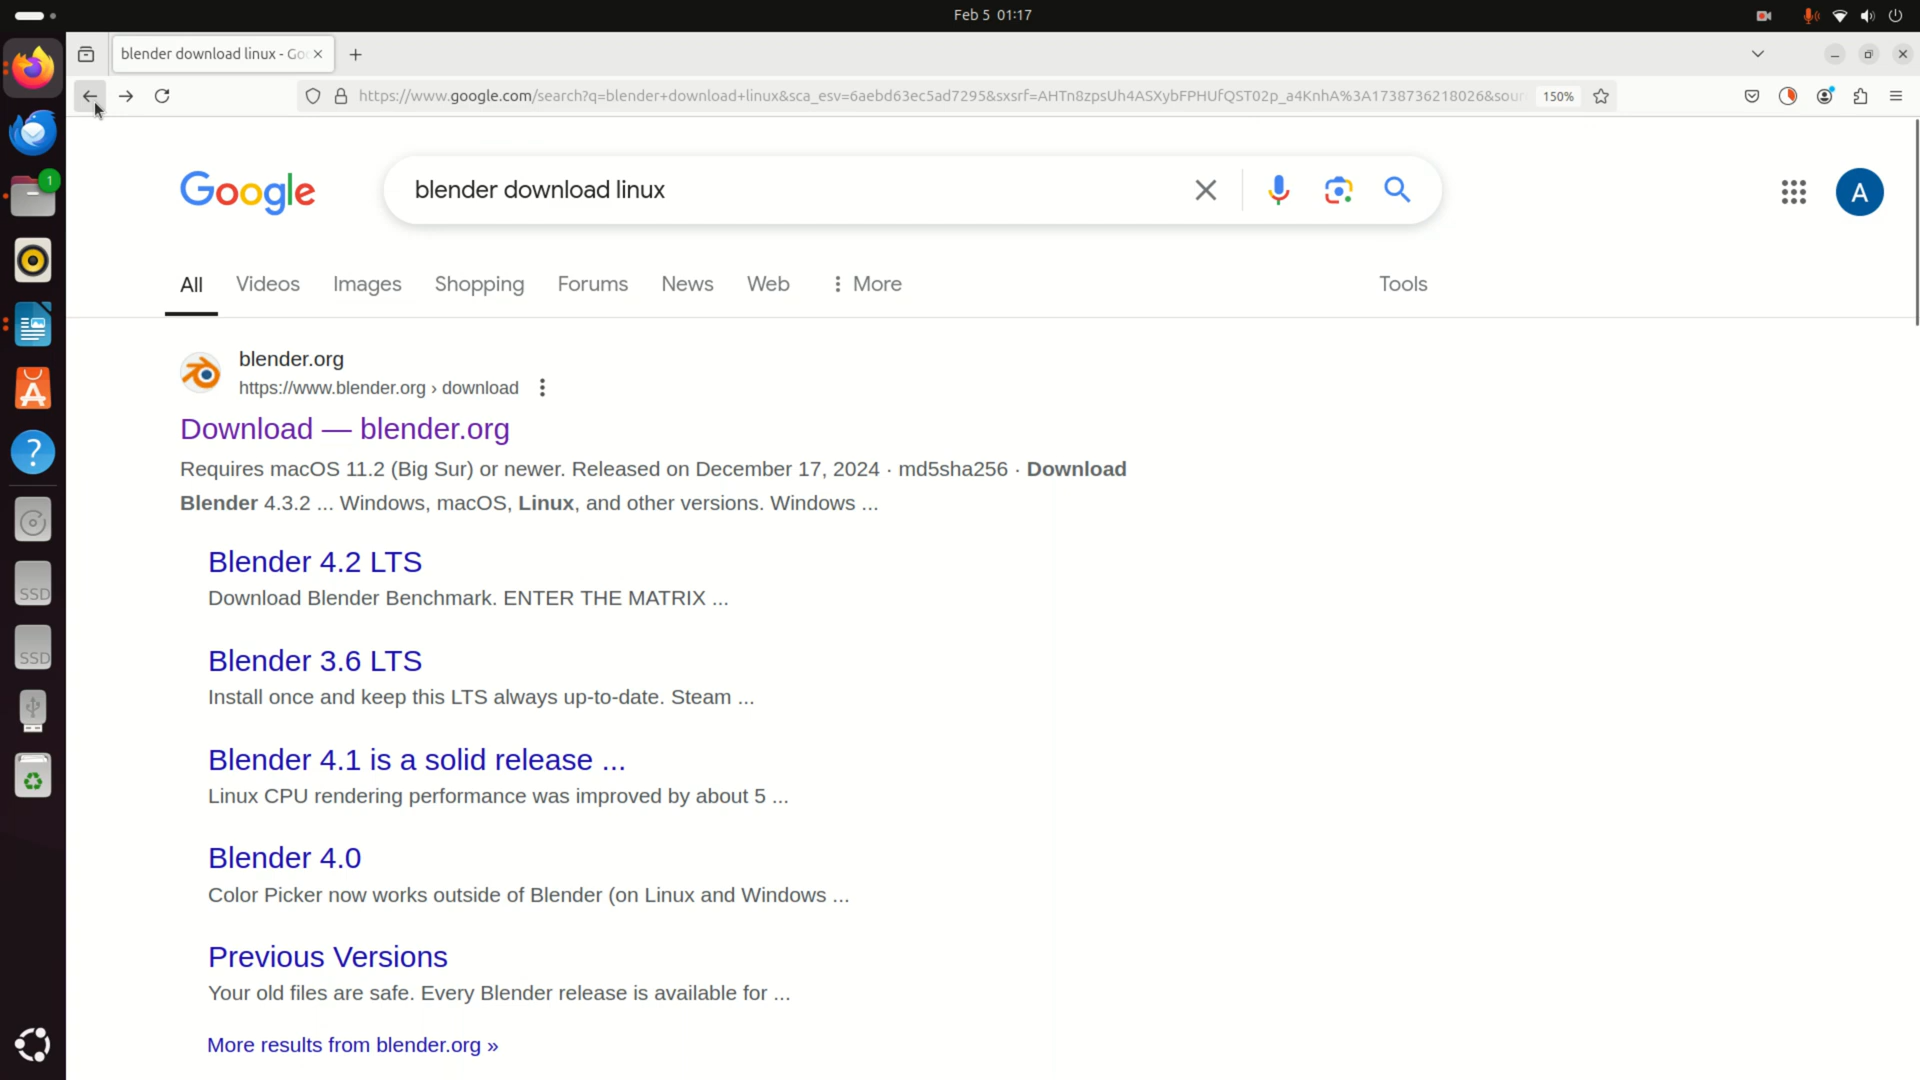 Feb 5 01:17
blender download linux - Go
https://www.google.com/search?q=blender+download+linux&sca_esv=6aebd63ec5ad7295&sxsrf=AHTn8zpsUh4ASXybFPHUfQST02p_a4KnhA%3A1738736218026&sour
150%
1
Google
blender download linux
A
All Videos Images Shopping Forums News Web More Tools
blender.org
https://www.blender.org › download
Download — blender.org
Requires macOS 11.2 (Big Sur) or newer. Released on December 17, 2024 · md5sha256 · Download
Blender 4.3.2 ... Windows, macOS, Linux, and other versions. Windows ...
Blender 4.2 LTS
Download Blender Benchmark. ENTER THE MATRIX ...
Blender 3.6 LTS
Install once and keep this LTS always up-to-date. Steam ...
Blender 4.1 is a solid release ...
Linux CPU rendering performance was improved by about 5 ...
Blender 4.0
Color Picker now works outside of Blender (on Linux and Windows ...
Previous Versions
Your old files are safe. Every Blender release is available for ...
More results from blender.org »
SSD
SSD